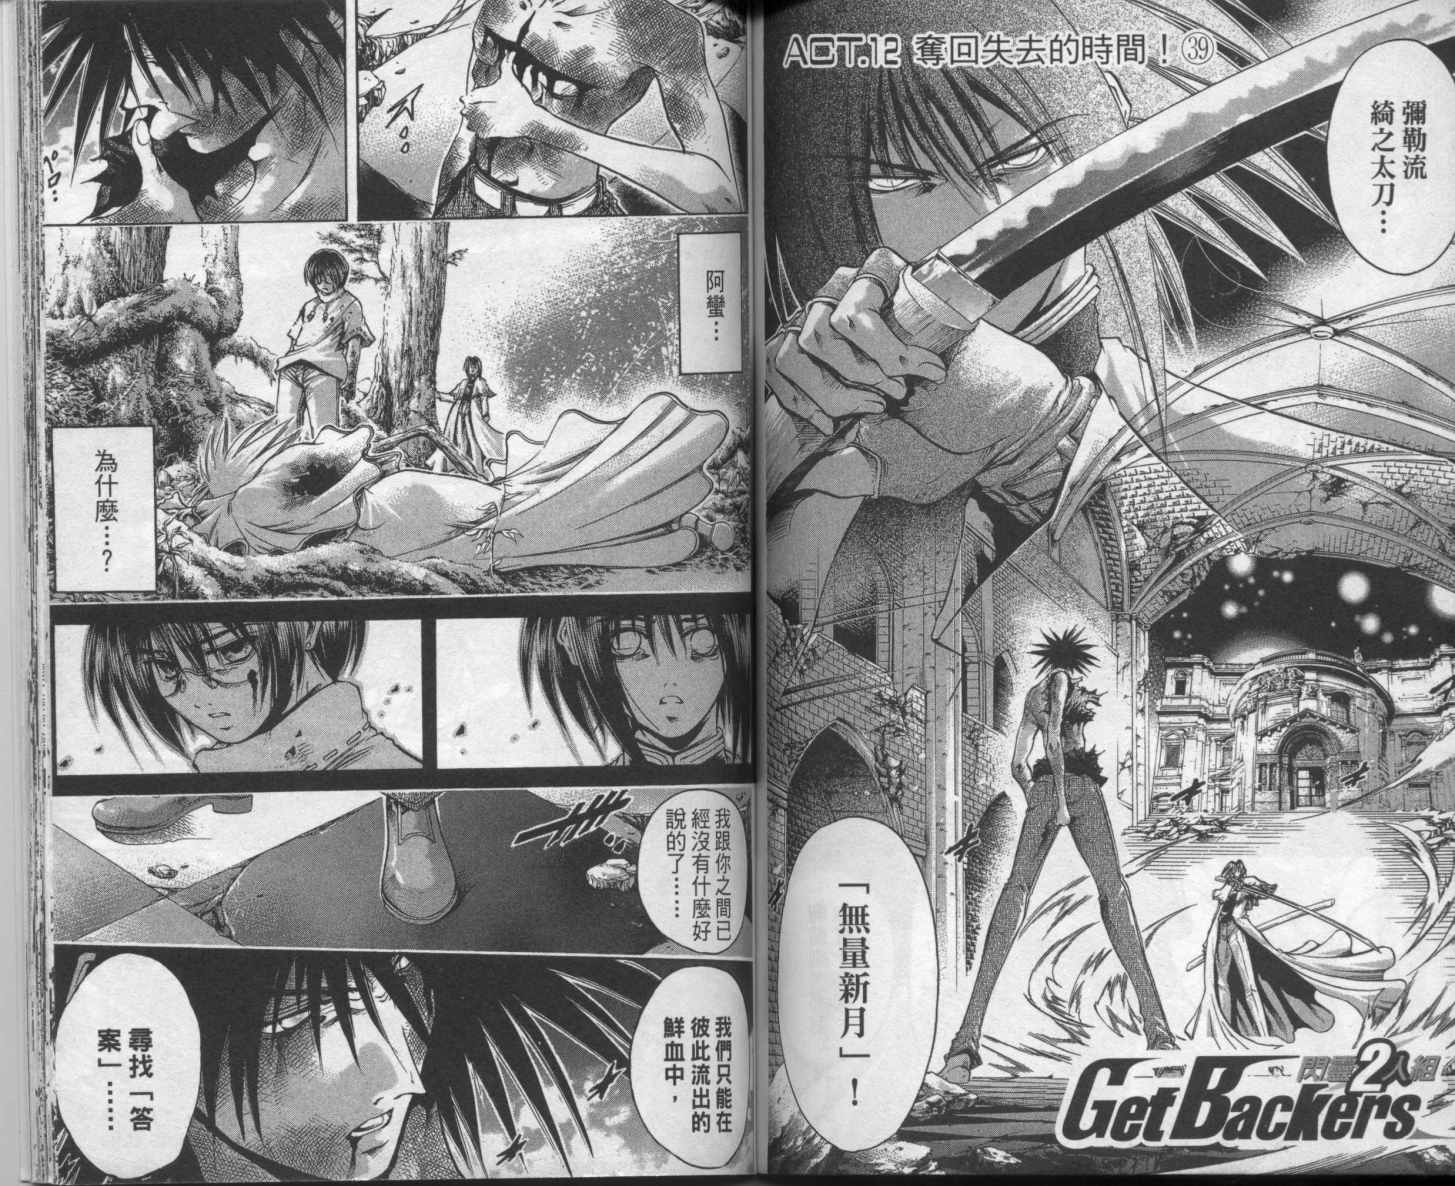 ACT.12 奪回失去的時間！㊴
彌勒流
綺之太刀…
「無量新月」！
閃靈2人組
GetBackers
阿蠻…
為什麼…？
我跟你之間已
經沒有什麼好
說的了……
我們只能在
彼此流出的
鮮血中，
尋找「答
案」……